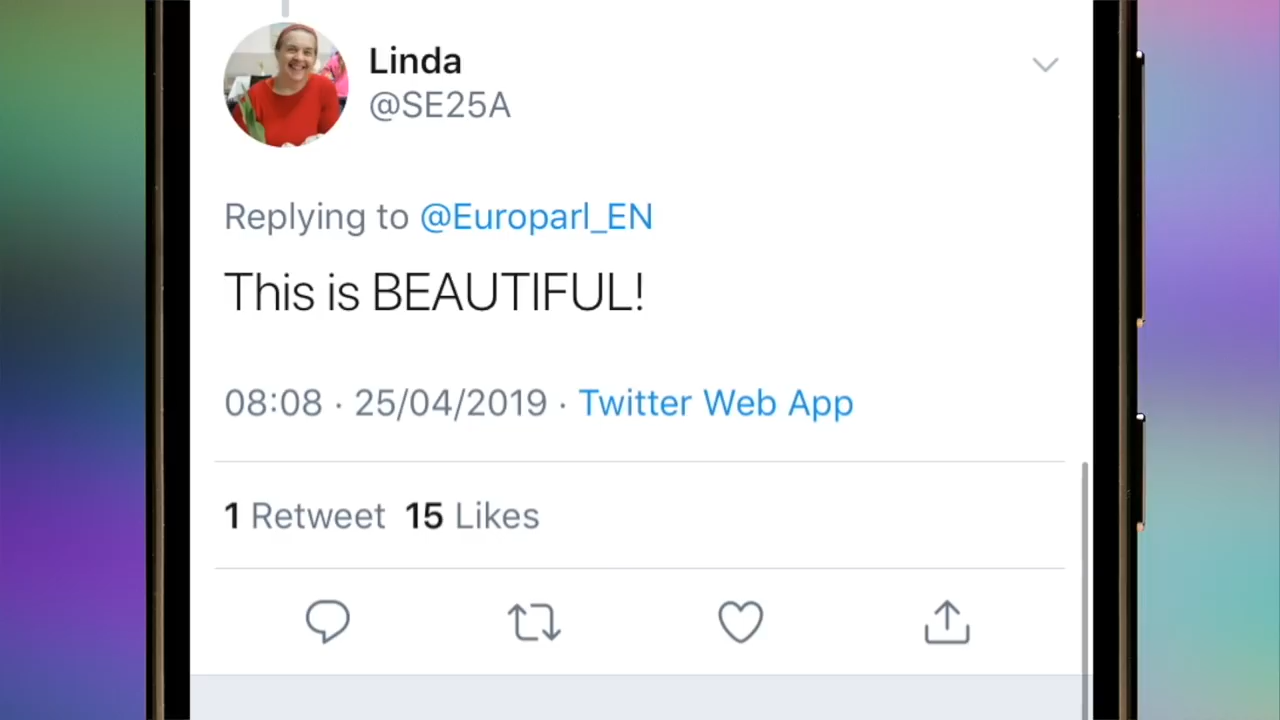 Linda
@SE25A
Replying to @Europarl_EN
This is BEAUTIFUL!
08:08 · 25/04/2019 · Twitter Web App
1 Retweet 15 Likes